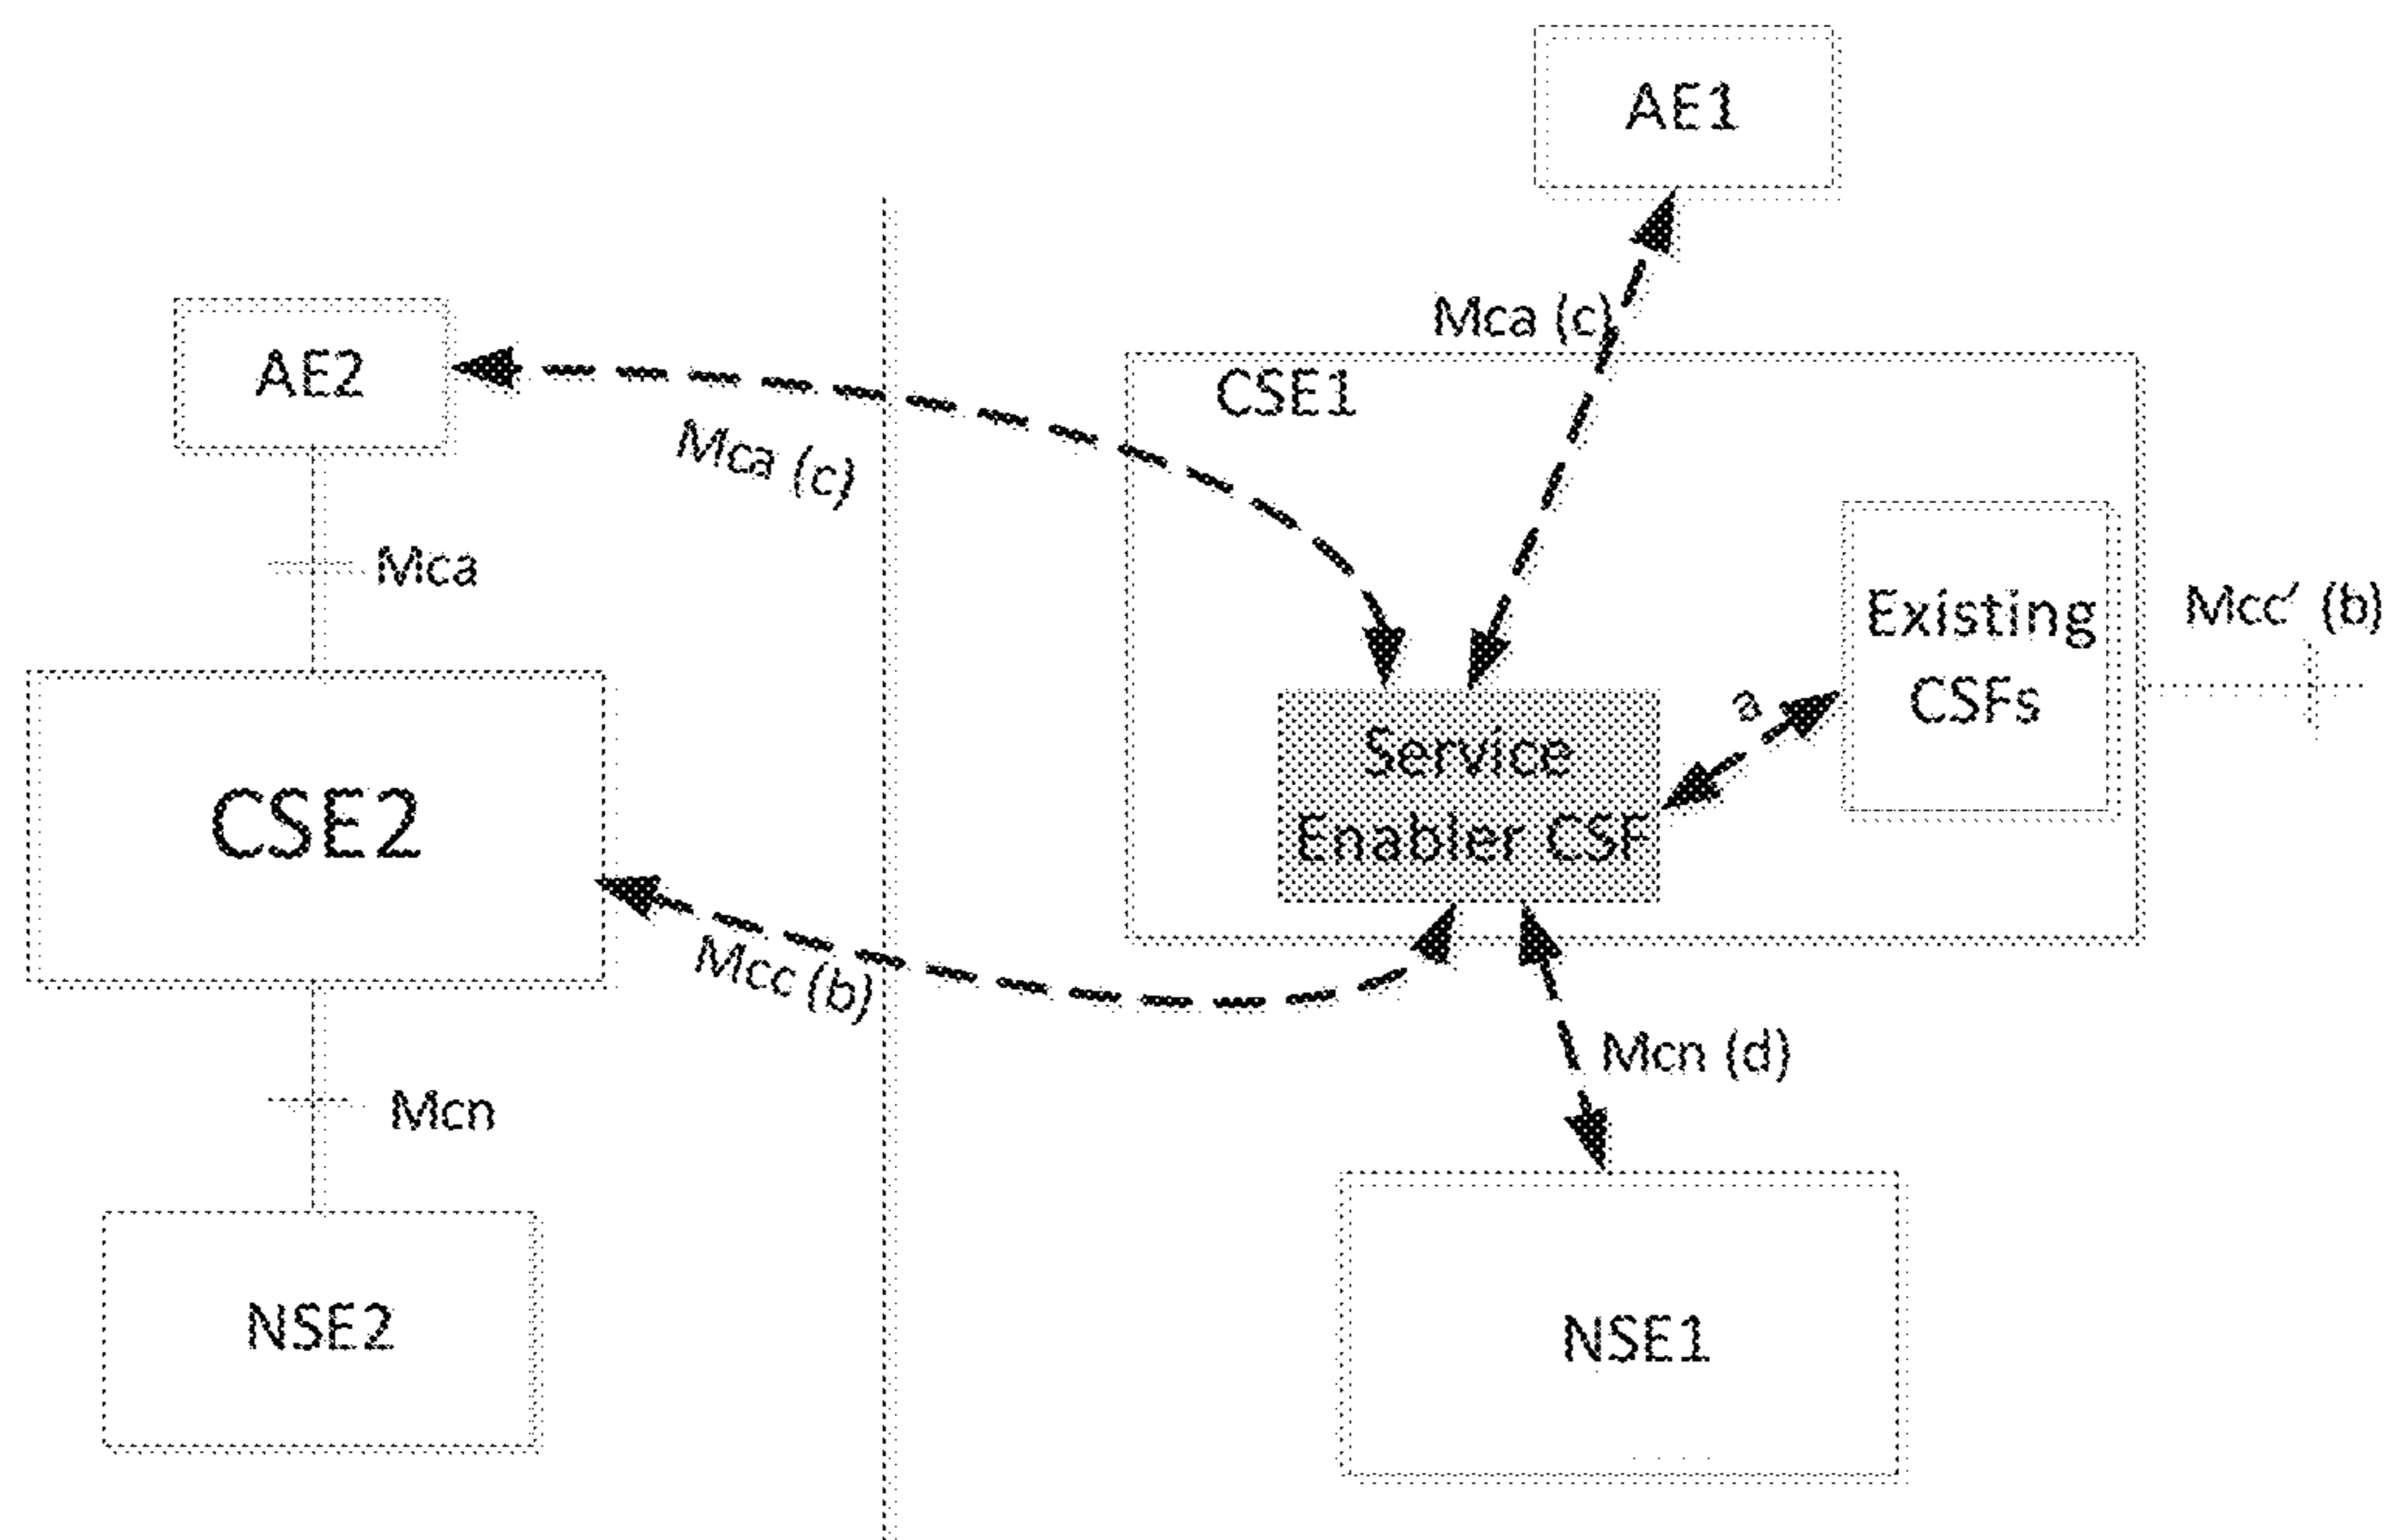 AE1
Mca (c)
AE2
CSE1
Mca (c)
Mca
Existing
CSFs
Mcc' (b)
a
Service
Enabler CSF
CSE2
Mcc (b)
Mcn (d)
Mcn
NSE2
NSE1